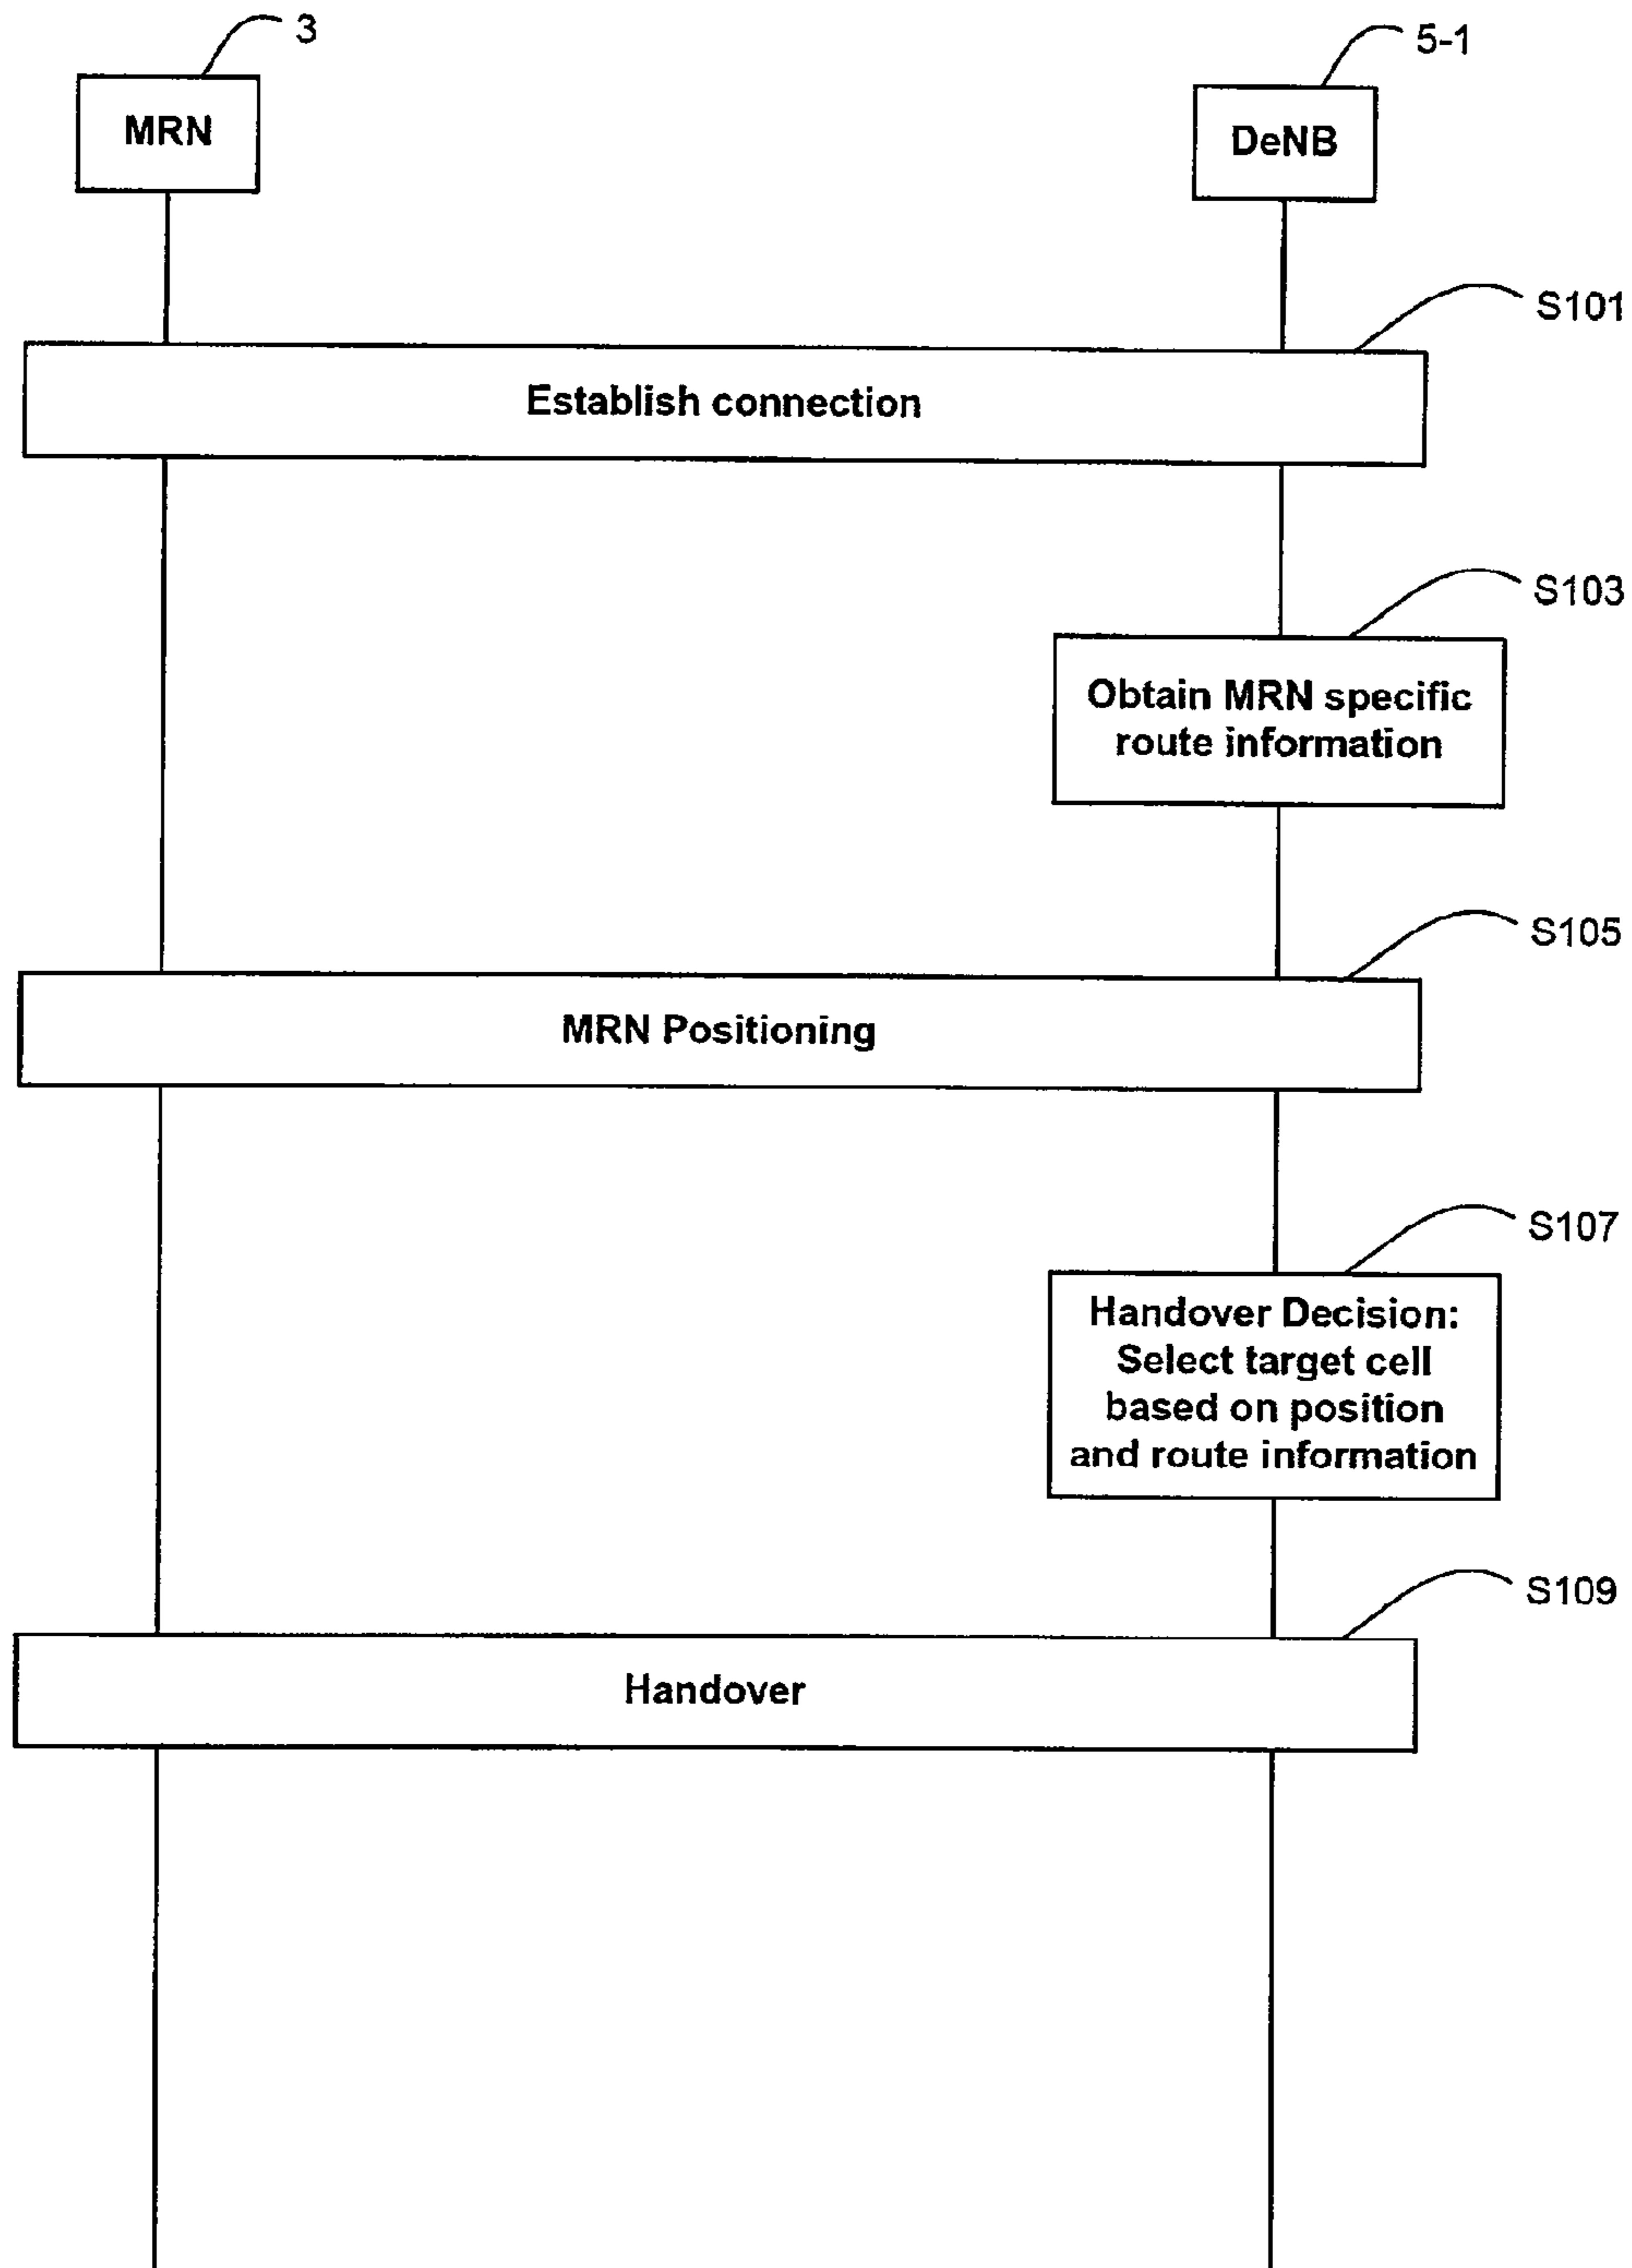 3
5-1
MRN
DeNB
S101
Establish connection
S103
Obtain MRN specific
route information
S105
MRN Positioning
S107
Handover Decision:
Select target cell
based on position
and route information
S109
Handover